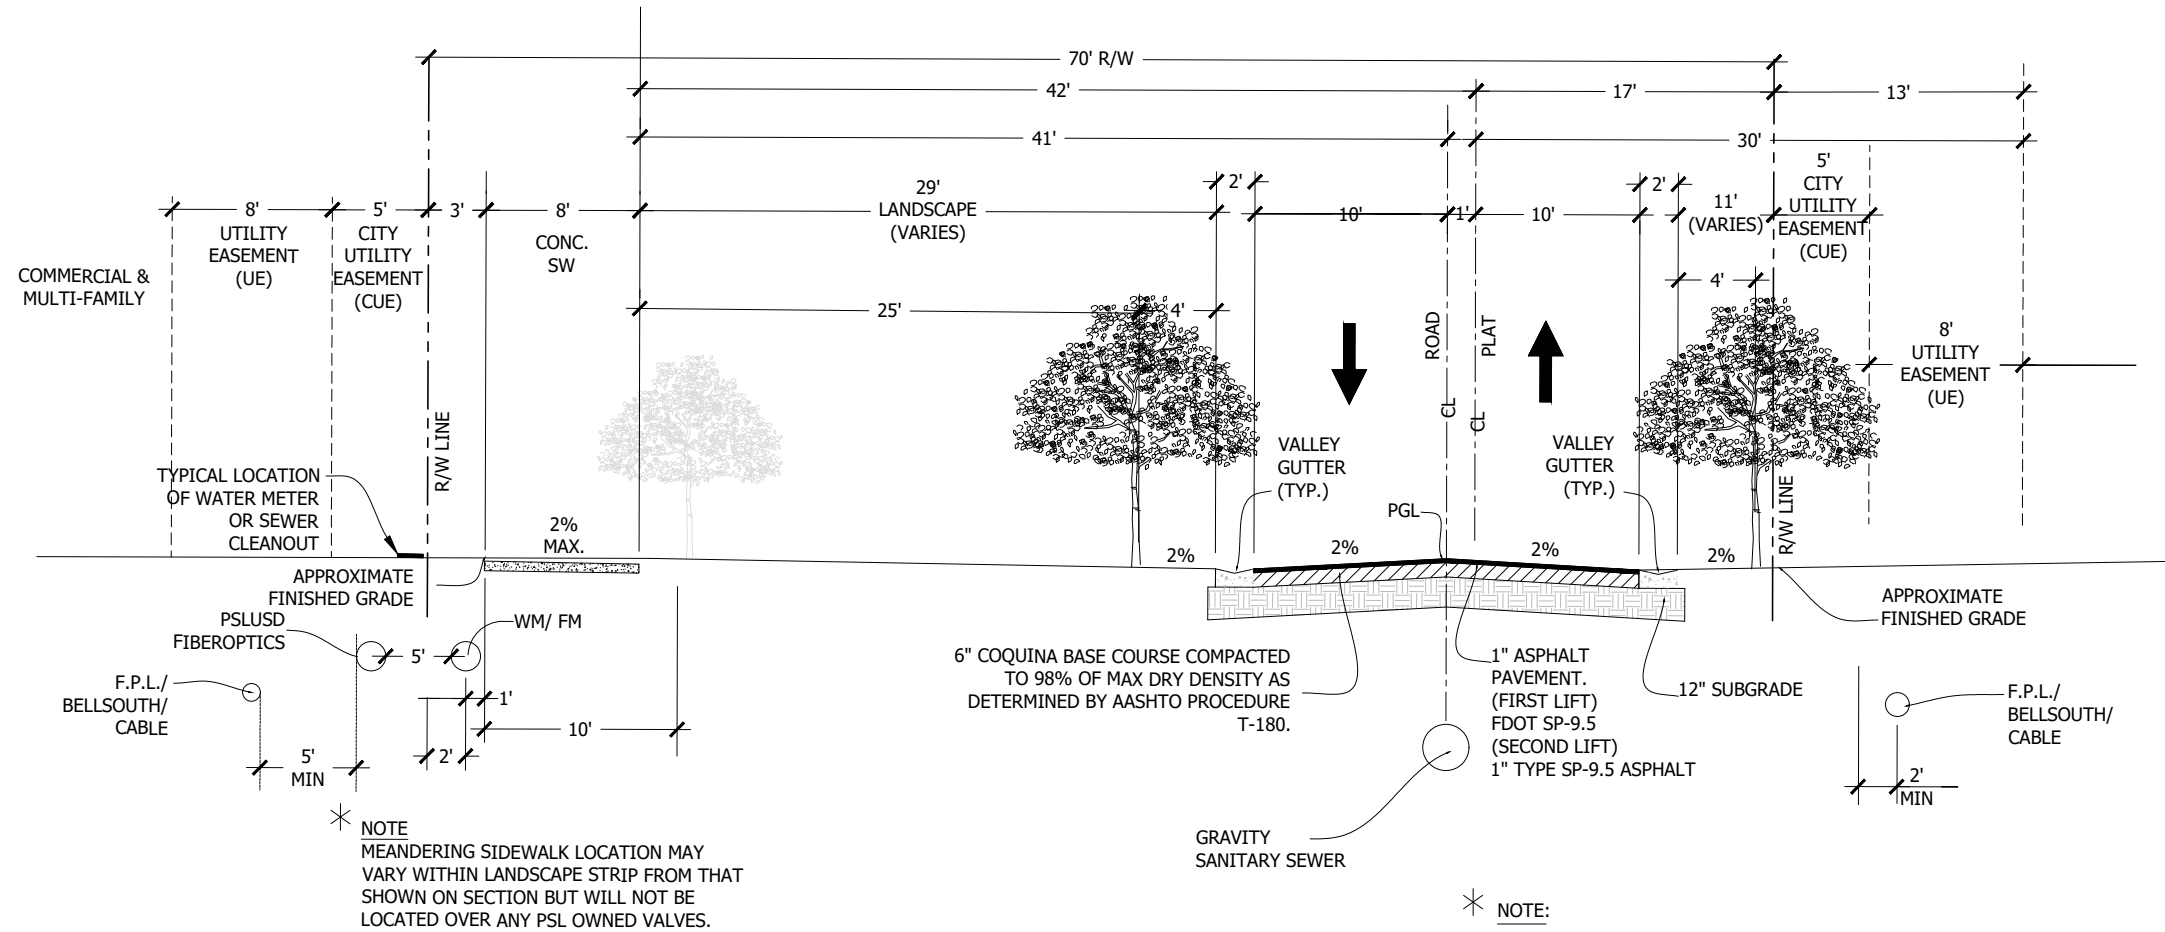 70' R/W
42'
17'
13'
41'
30'
8'
UTILITY
EASEMENT
(UE)
5'
CITY
UTILITY
EASEMENT
(CUE)
3'
8'
CONC.
SW
29'
LANDSCAPE
(VARIES)
2'
10'
1'
10'
2'
11'
(VARIES)
5'
CITY
UTILITY
EASEMENT
(CUE)
COMMERCIAL &
MULTI-FAMILY
25'
4'
4'
ROAD
CL
PLAT
CL
8'
UTILITY
EASEMENT
(UE)
R/W LINE
VALLEY
GUTTER
(TYP.)
VALLEY
GUTTER
(TYP.)
R/W LINE
TYPICAL LOCATION
OF WATER METER
OR SEWER
CLEANOUT
2%
MAX.
PGL
2%
2%
2%
2%
APPROXIMATE
FINISHED GRADE
APPROXIMATE
FINISHED GRADE
PSLUSD
FIBEROPTICS
5'
WM/ FM
F.P.L./
BELLSOUTH/
CABLE
1'
10'
2'
5'
MIN
6" COQUINA BASE COURSE COMPACTED
TO 98% OF MAX DRY DENSITY AS
DETERMINED BY AASHTO PROCEDURE
T-180.
1" ASPHALT
PAVEMENT.
(FIRST LIFT)
FDOT SP-9.5
(SECOND LIFT)
1" TYPE SP-9.5 ASPHALT
12" SUBGRADE
F.P.L./
BELLSOUTH/
CABLE
2'
MIN
GRAVITY
SANITARY SEWER
NOTE
MEANDERING SIDEWALK LOCATION MAY
VARY WITHIN LANDSCAPE STRIP FROM THAT
SHOWN ON SECTION BUT WILL NOT BE
LOCATED OVER ANY PSL OWNED VALVES.
NOTE: